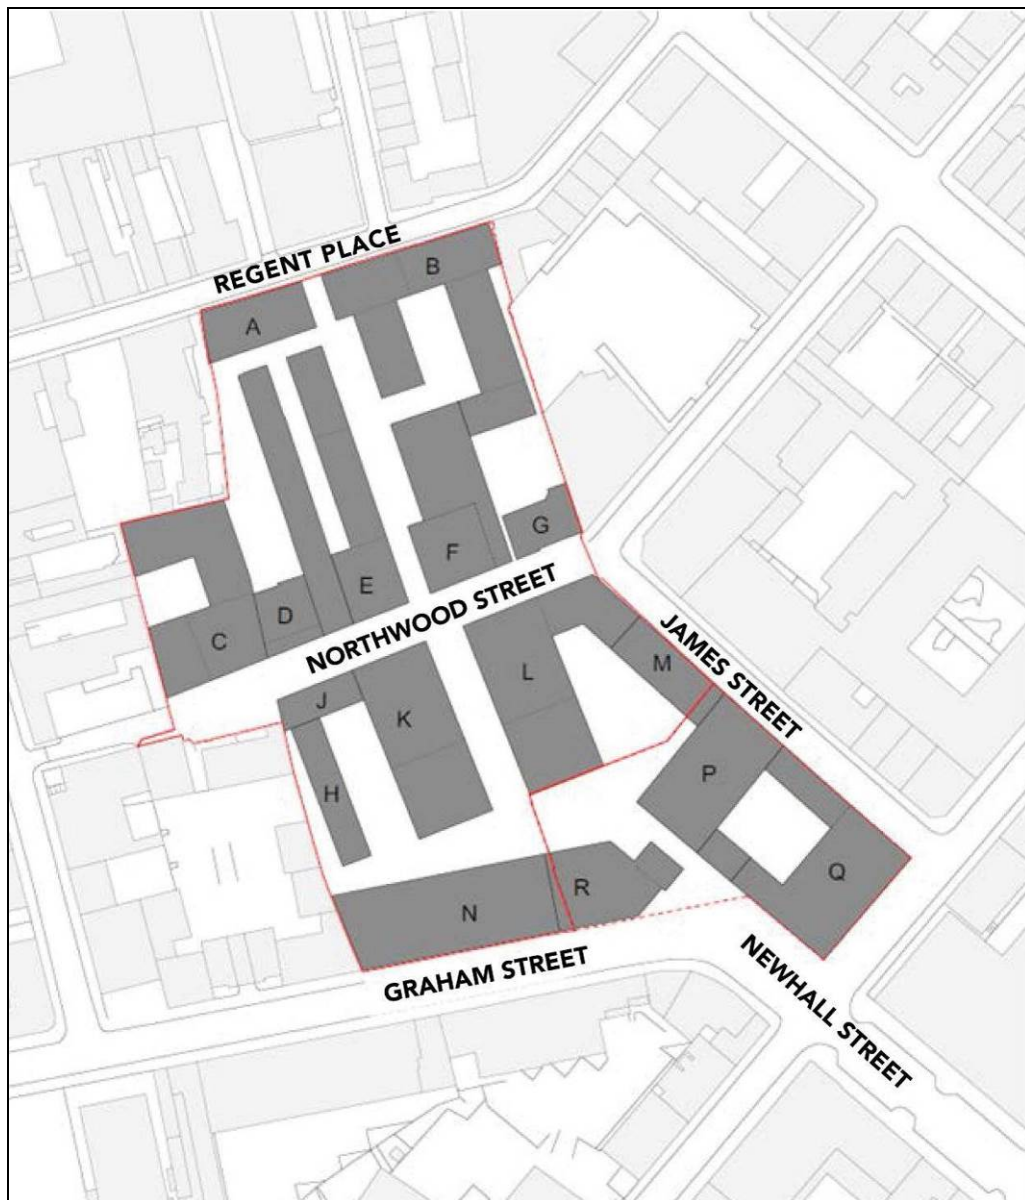 REGENT PLACE
B
A
G
F
E
D
C
NORTHWOOD STREET
JAMES STREET
M
L
J
K
P
H
Q
R
N
GRAHAM STREET
NEWHALL STREET